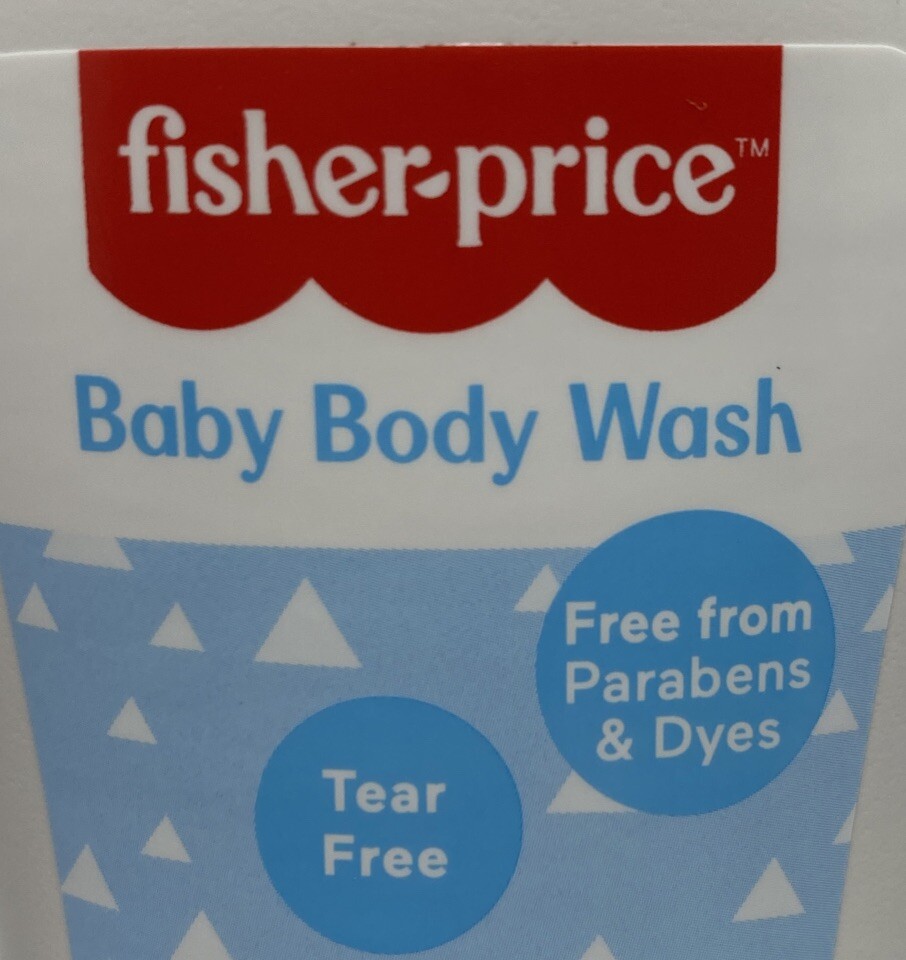 fisher-price™
Baby Body Wash
Free from
Parabens
& Dyes
Tear
Free